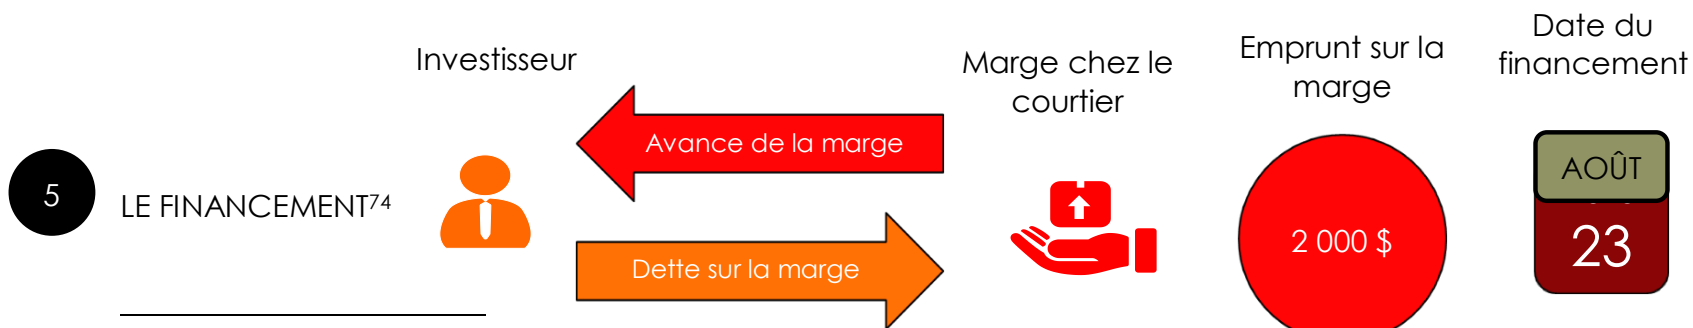 Date du
financement
Investisseur
Marge chez le
courtier
Emprunt sur la
marge
Avance de la marge
AOÛT
5
LE FINANCEMENT74
2 000 $
23
Dette sur la marge